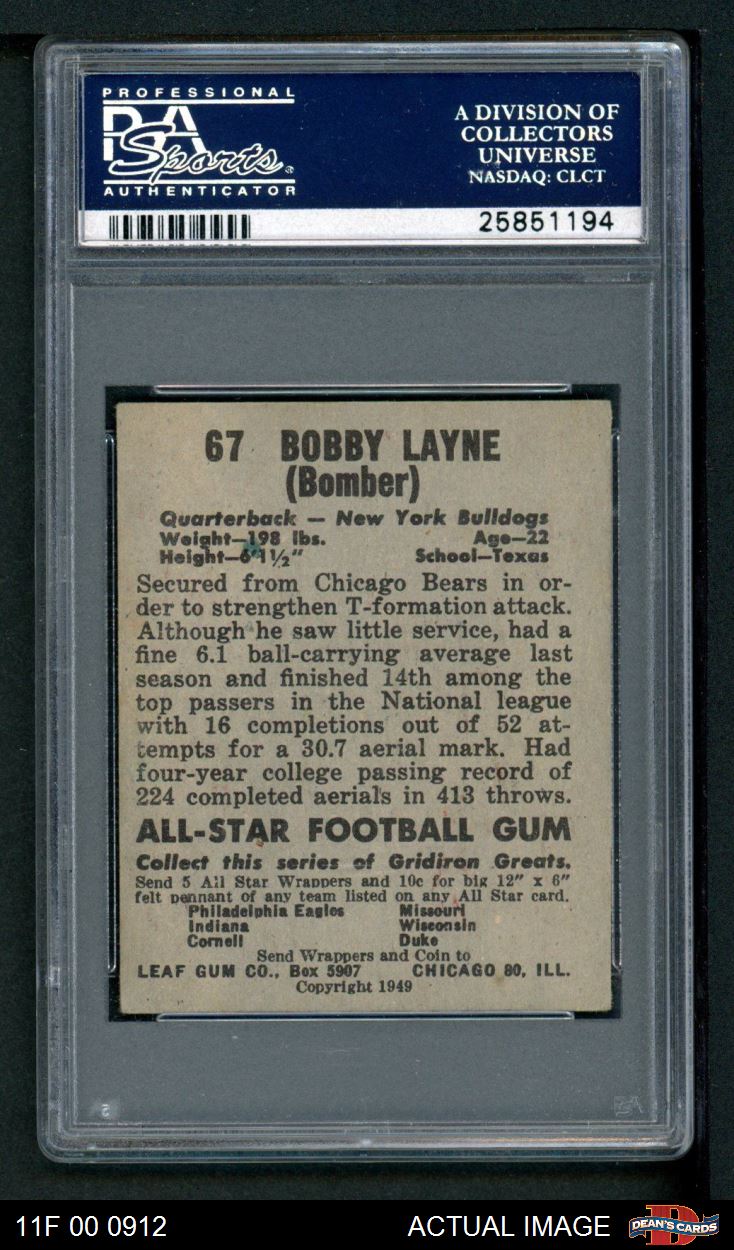 PROFESSIONAL
PSA
Sports
AUTHENTICATOR
A DIVISION OF
COLLECTORS
UNIVERSE
NASDAQ: CLCT
25851194
67 BOBBY LAYNE
(Bomber)
Quarterback — New York Bulldogs
Weight—198 lbs. Age—22
Height—6'1½" School—Texas
Secured from Chicago Bears in or-
der to strengthen T-formation attack.
Although he saw little service, had a
fine 6.1 ball-carrying average last
season and finished 14th among the
top passers in the National league
with 16 completions out of 52 at-
tempts for a 30.7 aerial mark. Had
four-year college passing record of
224 completed aerials in 413 throws.
ALL-STAR FOOTBALL GUM
Collect this series of Gridiron Greats.
Send 5 All Star Wrappers and 10c for big 12" x 6"
felt pennant of any team listed on any All Star card.
Philadelphia Eagles Missouri
Indiana Wisconsin
Cornell Duke
Send Wrappers and Coin to
LEAF GUM CO., Box 5907 CHICAGO 80, ILL.
Copyright 1949
PSA
11F 00 0912 ACTUAL IMAGE DEAN'S CARDS